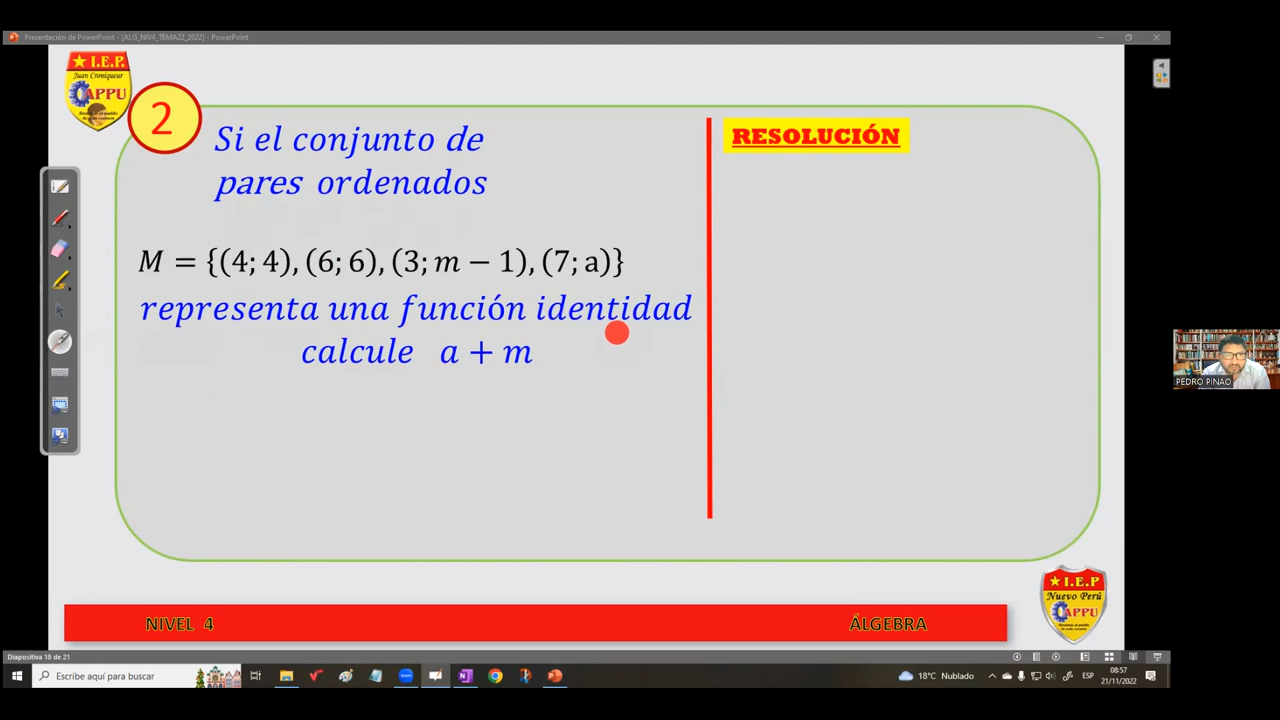 Presentación de PowerPoint - [ALG_NIV4_TEMA22_2022] - PowerPoint
I.E.P.
Juan Croniqueur
CAPPU
2
Si el conjunto de
pares ordenados
M = {(4; 4), (6; 6), (3; m − 1), (7; a)}
representa una función identidad
calcule a + m
RESOLUCIÓN
PEDRO PINAO
I.E.P
Nuevo Perú
CAPPU
NIVEL 4
ÁLGEBRA
Diapositiva 18 de 21
Escribe aquí para buscar
18°C Nublado
ESP
08:57
21/11/2022